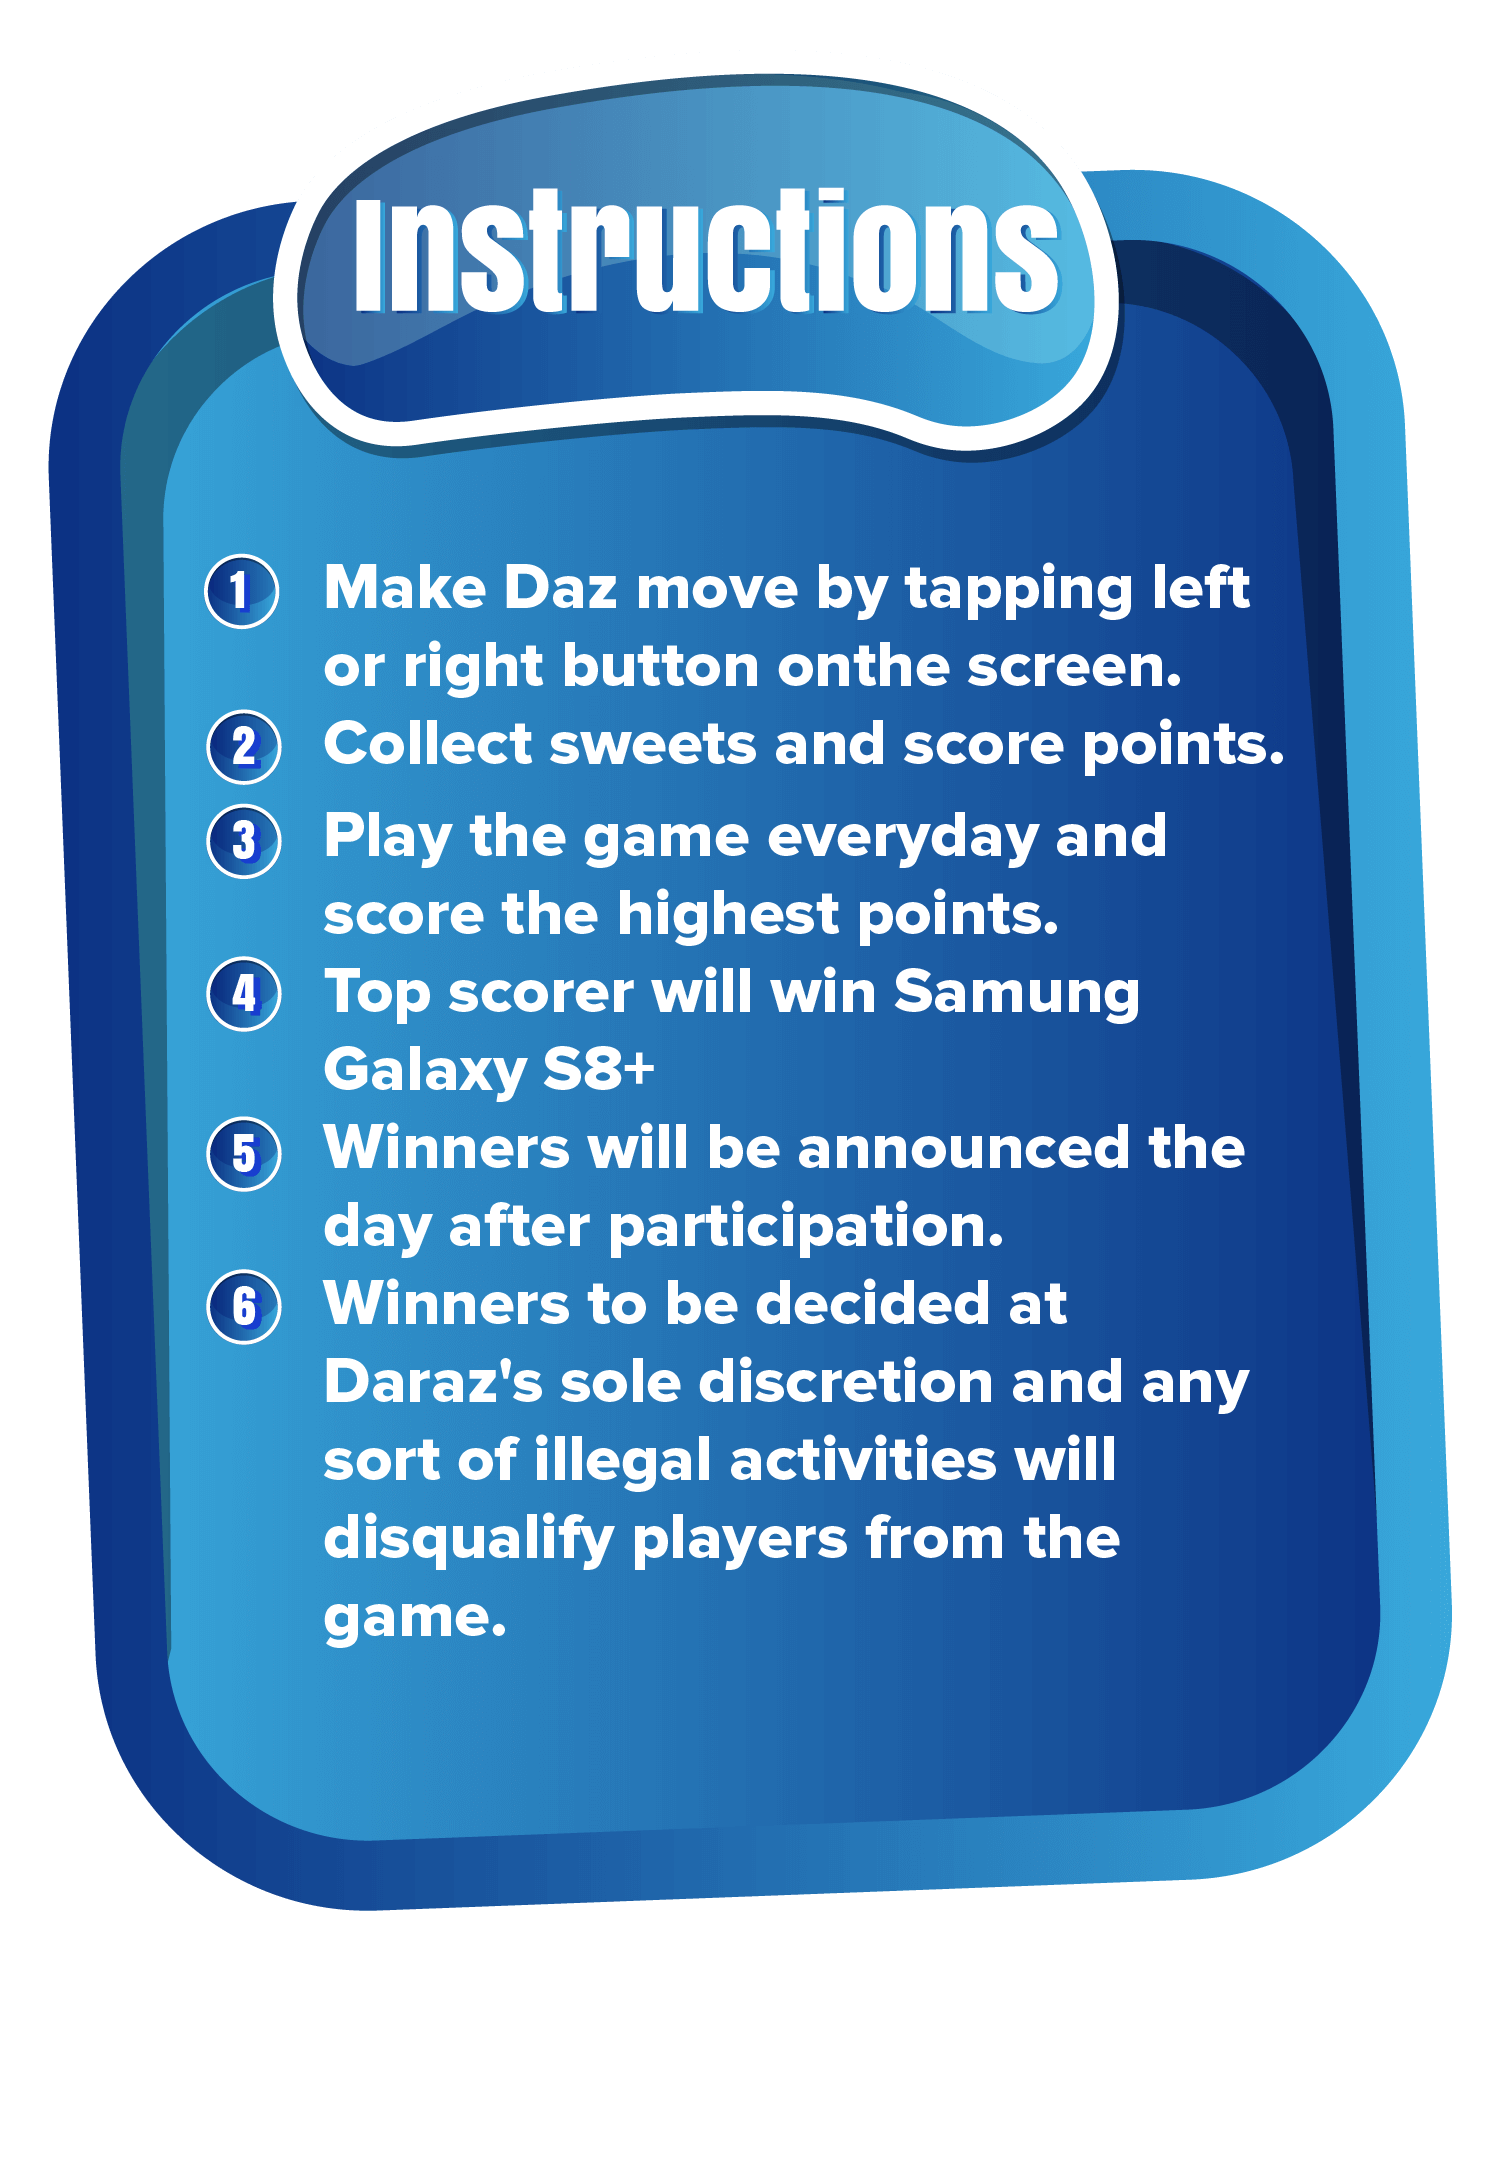 Instructions
1 Make Daz move by tapping left
or right button onthe screen.
2 Collect sweets and score points.
3 Play the game everyday and
score the highest points.
4 Top scorer will win Samung
Galaxy S8+
5 Winners will be announced the
day after participation.
6 Winners to be decided at
Daraz's sole discretion and any
sort of illegal activities will
disqualify players from the
game.